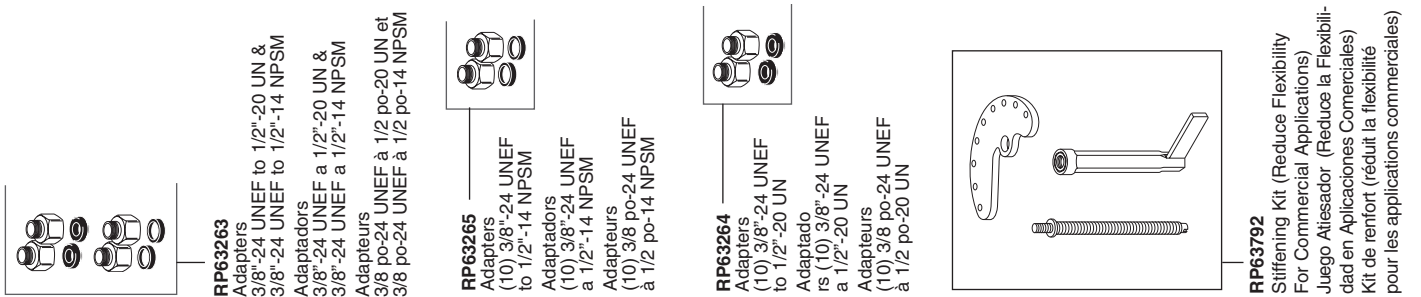 RP63263
Adapters
3/8"-24 UNEF to 1/2"-20 UN &
3/8"-24 UNEF to 1/2"-14 NPSM
Adaptadors
3/8”-24 UNEF a 1/2”-20 UN &
3/8”-24 UNEF a 1/2”-14 NPSM
Adapteurs
3/8 po-24 UNEF à 1/2 po-20 UN et
3/8 po-24 UNEF à 1/2 po-14 NPSM
RP63265
Adapters
(10) 3/8"-24 UNEF
to 1/2"-14 NPSM
Adaptadors
(10) 3/8”-24 UNEF
a 1/2”-14 NPSM
Adapteurs
(10) 3/8 po-24 UNEF
à 1/2 po-14 NPSM
RP63264
Adapters
(10) 3/8"-24 UNEF
to 1/2"-20 UN
Adaptado
rs (10) 3/8”-24 UNEF
a 1/2”-20 UN
Adapteurs
(10) 3/8 po-24 UNEF
à 1/2 po-20 UN
RP63792
Stiffening Kit (Reduce Flexibility
For Commercial Applications)
Juego Atiesador (Reduce la Flexibili-
dad en Aplicaciones Comerciales)
Kit de renfort (réduit la flexibilité
pour les applications commerciales)